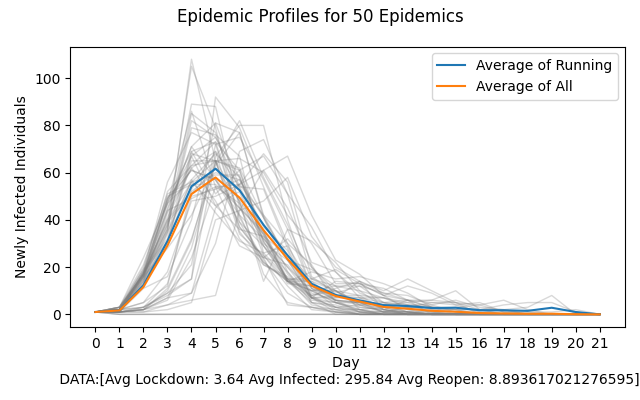 Epidemic Profiles for 50 Epidemics
Average of Running
Average of All
Newly Infected Individuals
100
80
60
40
20
0
0 1 2 3 4 5 6 7 8 9 10 11 12 13 14 15 16 17 18 19 20 21
Day
DATA:[Avg Lockdown: 3.64 Avg Infected: 295.84 Avg Reopen: 8.893617021276595]